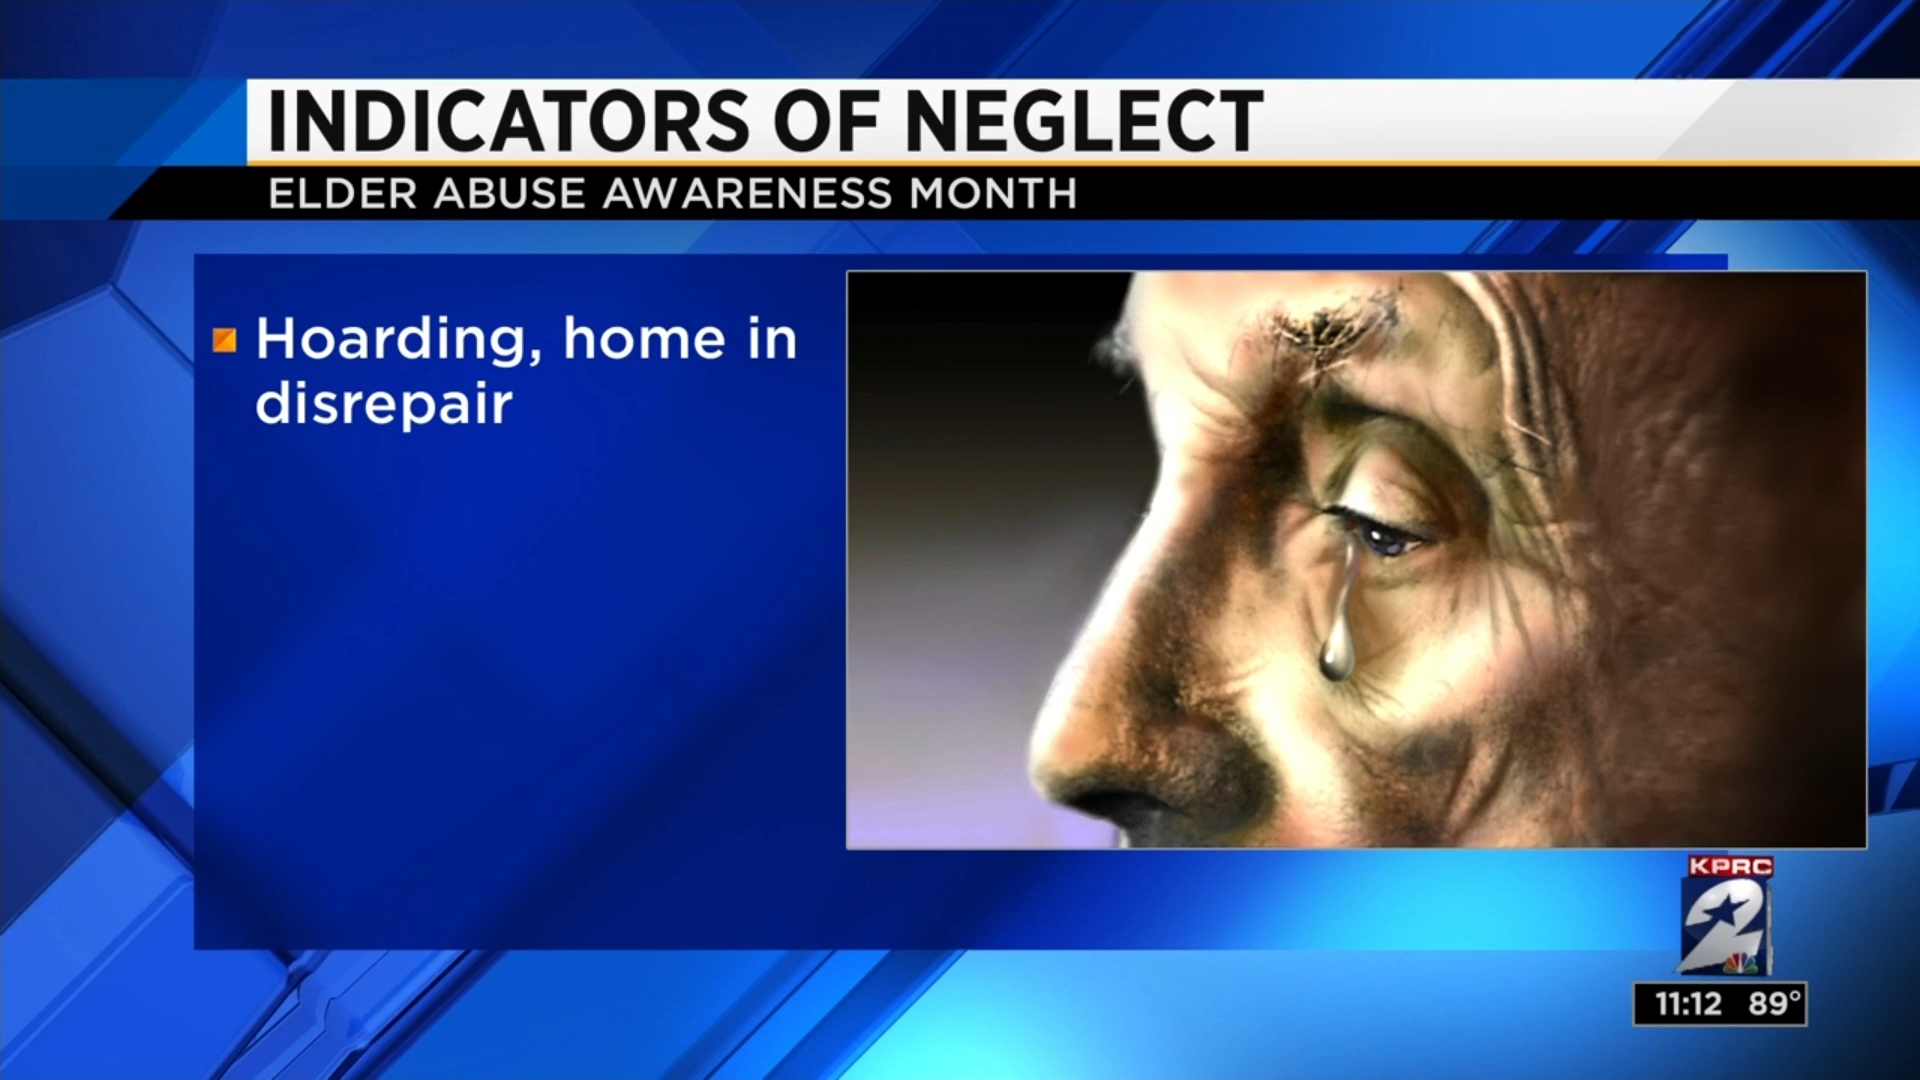 INDICATORS OF NEGLECT
ELDER ABUSE AWARENESS MONTH
Hoarding, home in
disrepair
KPRC
2
11:12 89°